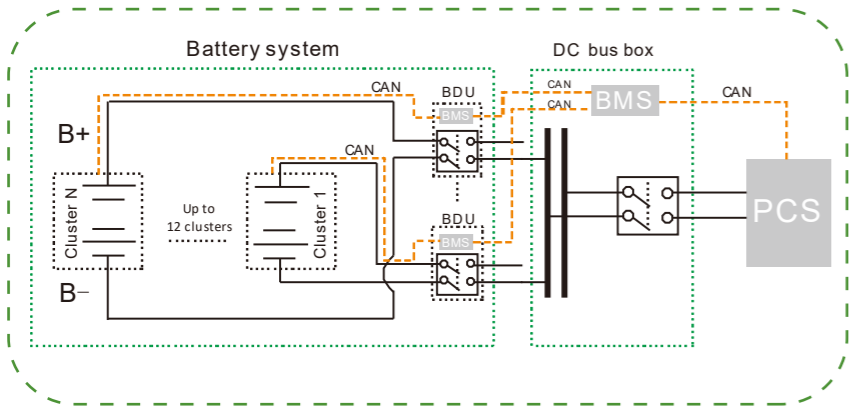 Battery system
DC bus box
CAN
BDU
CAN
BMS
CAN
BMS
CAN
B+
CAN
Cluster N
Up to
12 clusters
Cluster 1
PCS
BDU
BMS
B−